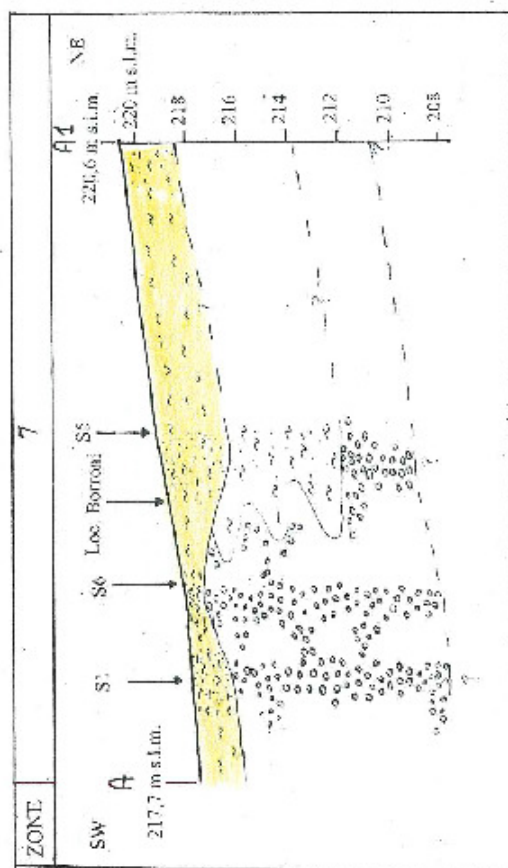 ZONE 7
SW NE
A A1
217,7 m s.l.m. 220,6 m s.l.m.
S1 S6 Loc. Borroni S5
220 m s.l.m.
218
216
214
212
210
208
?
?
?
?
?